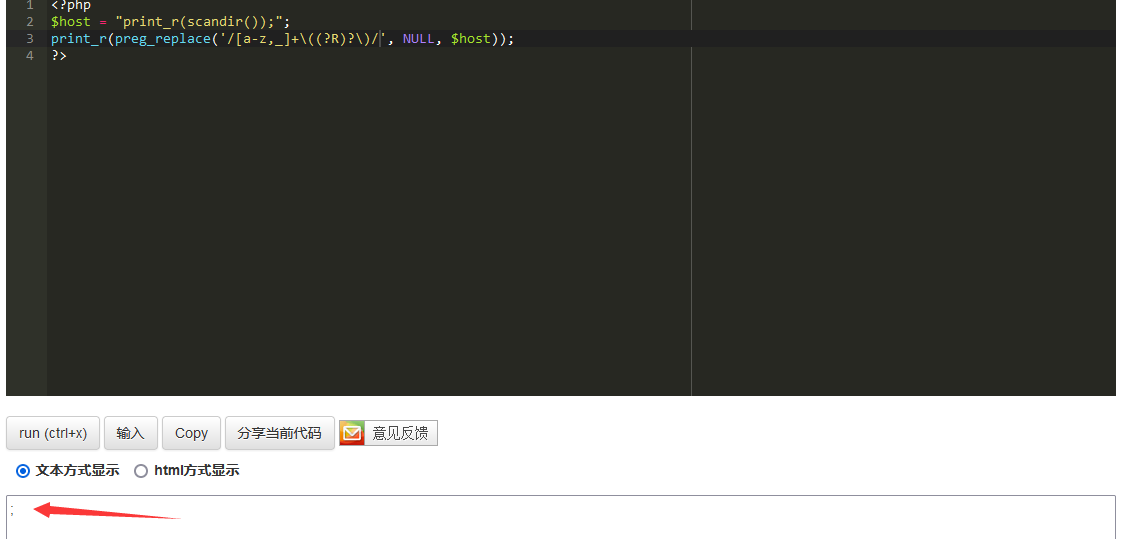 1 <?php
2 $host = "print_r(scandir());";
3 print_r(preg_replace('/[a-z,_]+\((?R)?\)/', NULL, $host));
4 ?>
run (ctrl+x) 输入 Copy 分享当前代码 意见反馈
文本方式显示 html方式显示
;